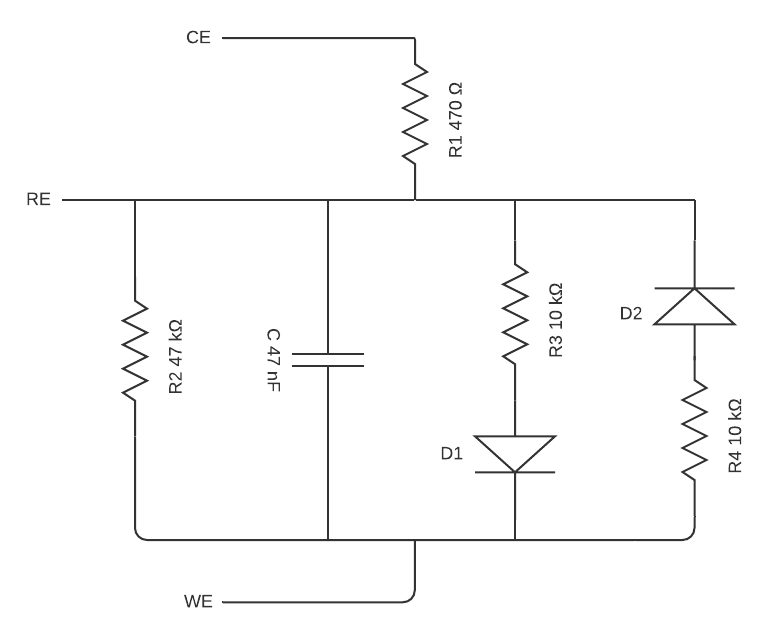 CE
R1 470 Ω
RE
R2 47 kΩ
C 47 nF
R3 10 kΩ
D2
D1
R4 10 kΩ
WE